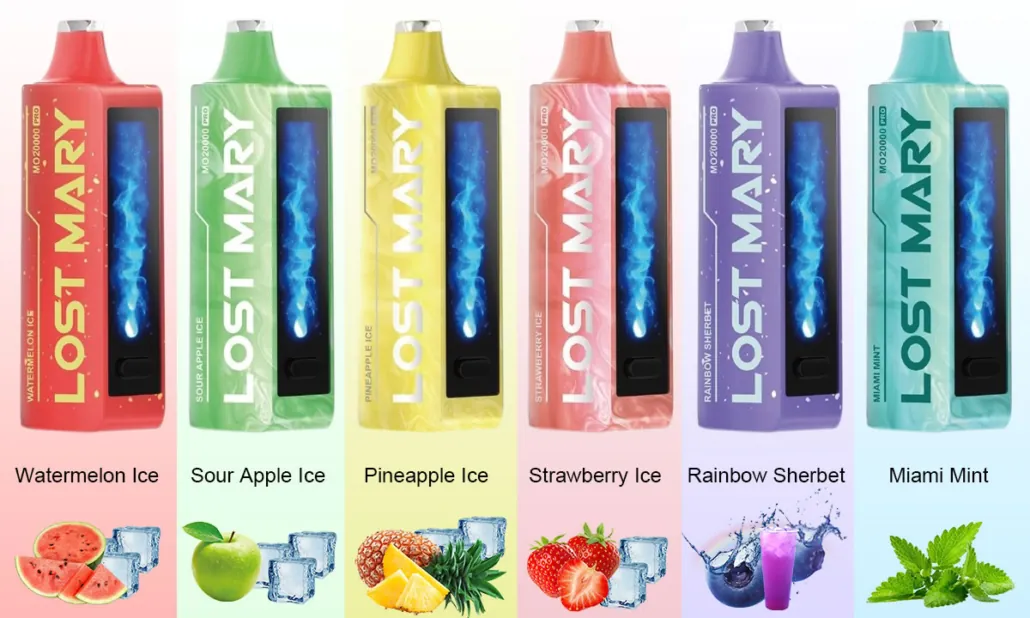 MO20000 PRO
LOST MARY
WATERMELON ICE
MO20000 PRO
LOST MARY
SOUR APPLE ICE
MO20000 PRO
LOST MARY
PINEAPPLE ICE
MO20000 PRO
LOST MARY
STRAWBERRY ICE
MO20000 PRO
LOST MARY
RAINBOW SHERBET
MO20000 PRO
LOST MARY
MIAMI MINT
Watermelon Ice
Sour Apple Ice
Pineapple Ice
Strawberry Ice
Rainbow Sherbet
Miami Mint